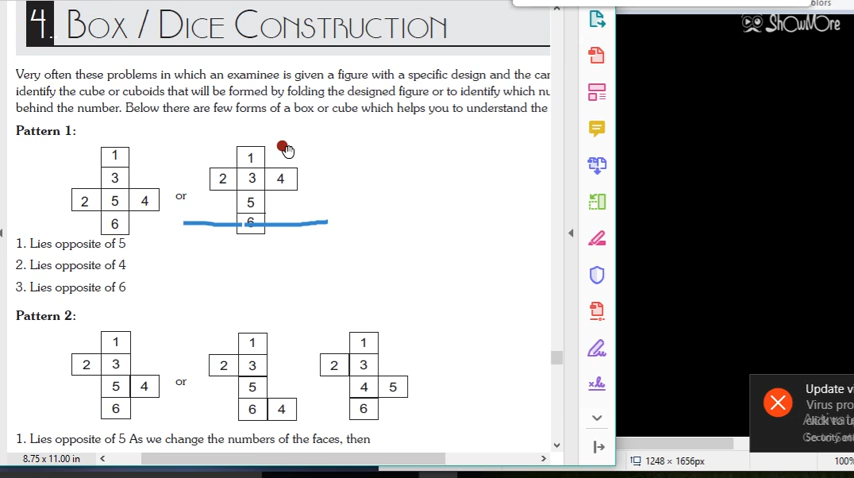 olors
ShowMore
4. BOX / DICE CONSTRUCTION
Very often these problems in which an examinee is given a figure with a specific design and the
identify the cube or cuboids that will be formed by folding the designed figure or to identify which
behind the number. Below there are few forms of a box or cube which helps you to understand the
Pattern 1:
1 1
3 2 3 4
2 5 4 or 5
6 6
1. Lies opposite of 5
2. Lies opposite of 4
3. Lies opposite of 6
Pattern 2:
1 1 1
2 3 2 3 2 3
5 4 or 5 4 5
6 6 4 6
1. Lies opposite of 5 As we change the numbers of the faces, then
Update
Virus
8.75 x 11.00 in
1248 × 1656px
100%